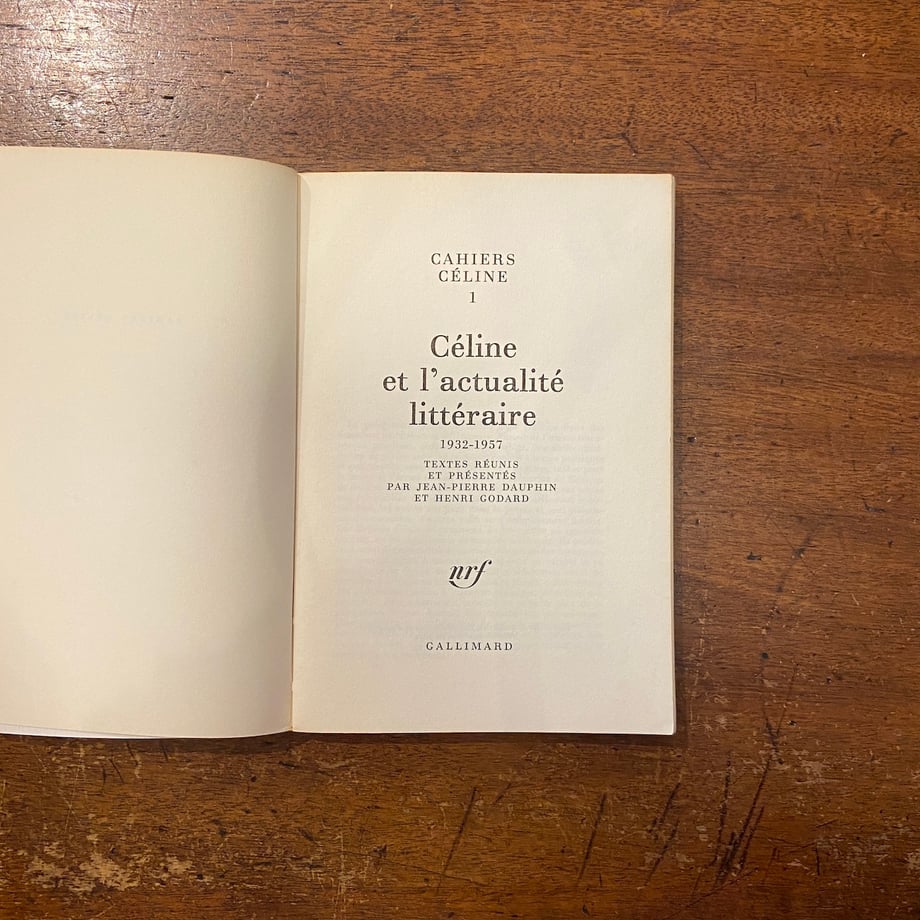 CAHIERS
CÉLINE
1
Céline
et l'actualité
littéraire
1932-1957
TEXTES RÉUNIS
ET PRÉSENTÉS
PAR JEAN-PIERRE DAUPHIN
ET HENRI GODARD
nrf
GALLIMARD